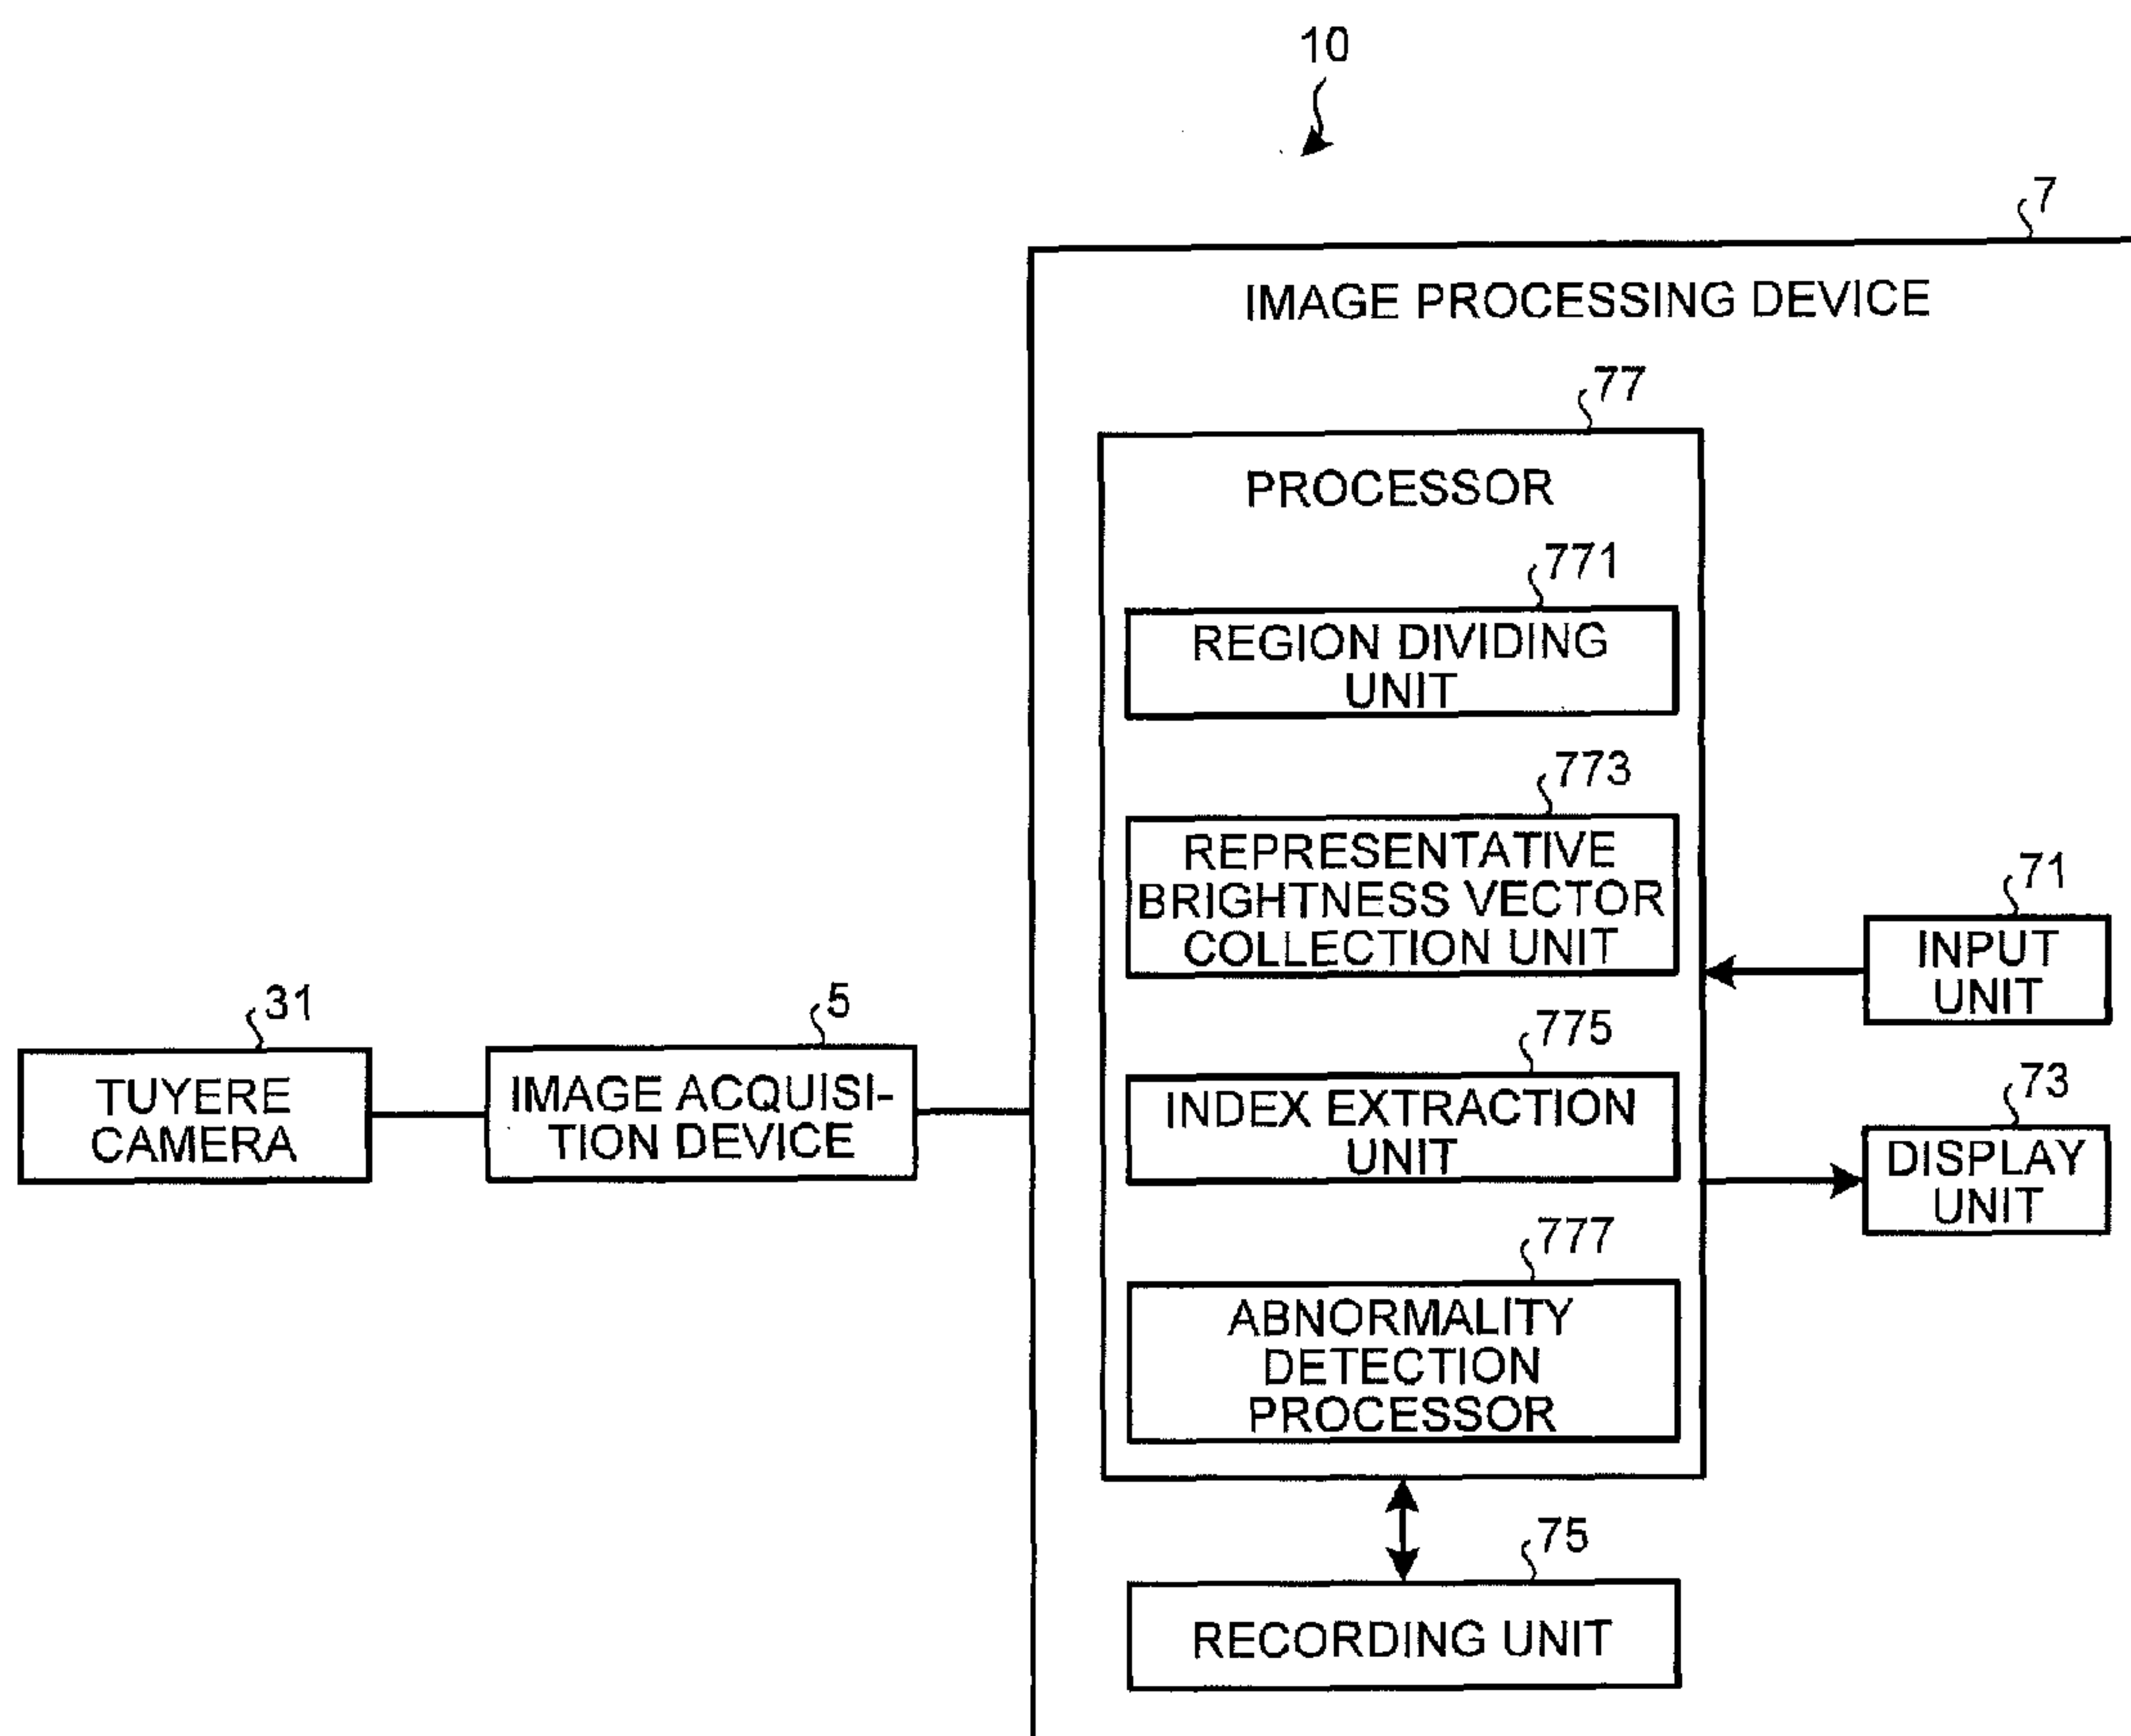 10
7
IMAGE PROCESSING DEVICE
77
PROCESSOR
771
REGION DIVIDING
UNIT
773
REPRESENTATIVE
BRIGHTNESS VECTOR
COLLECTION UNIT
71
INPUT
UNIT
31
TUYERE
CAMERA
5
IMAGE ACQUISI-
TION DEVICE
775
INDEX EXTRACTION
UNIT
73
DISPLAY
UNIT
777
ABNORMALITY
DETECTION
PROCESSOR
75
RECORDING UNIT